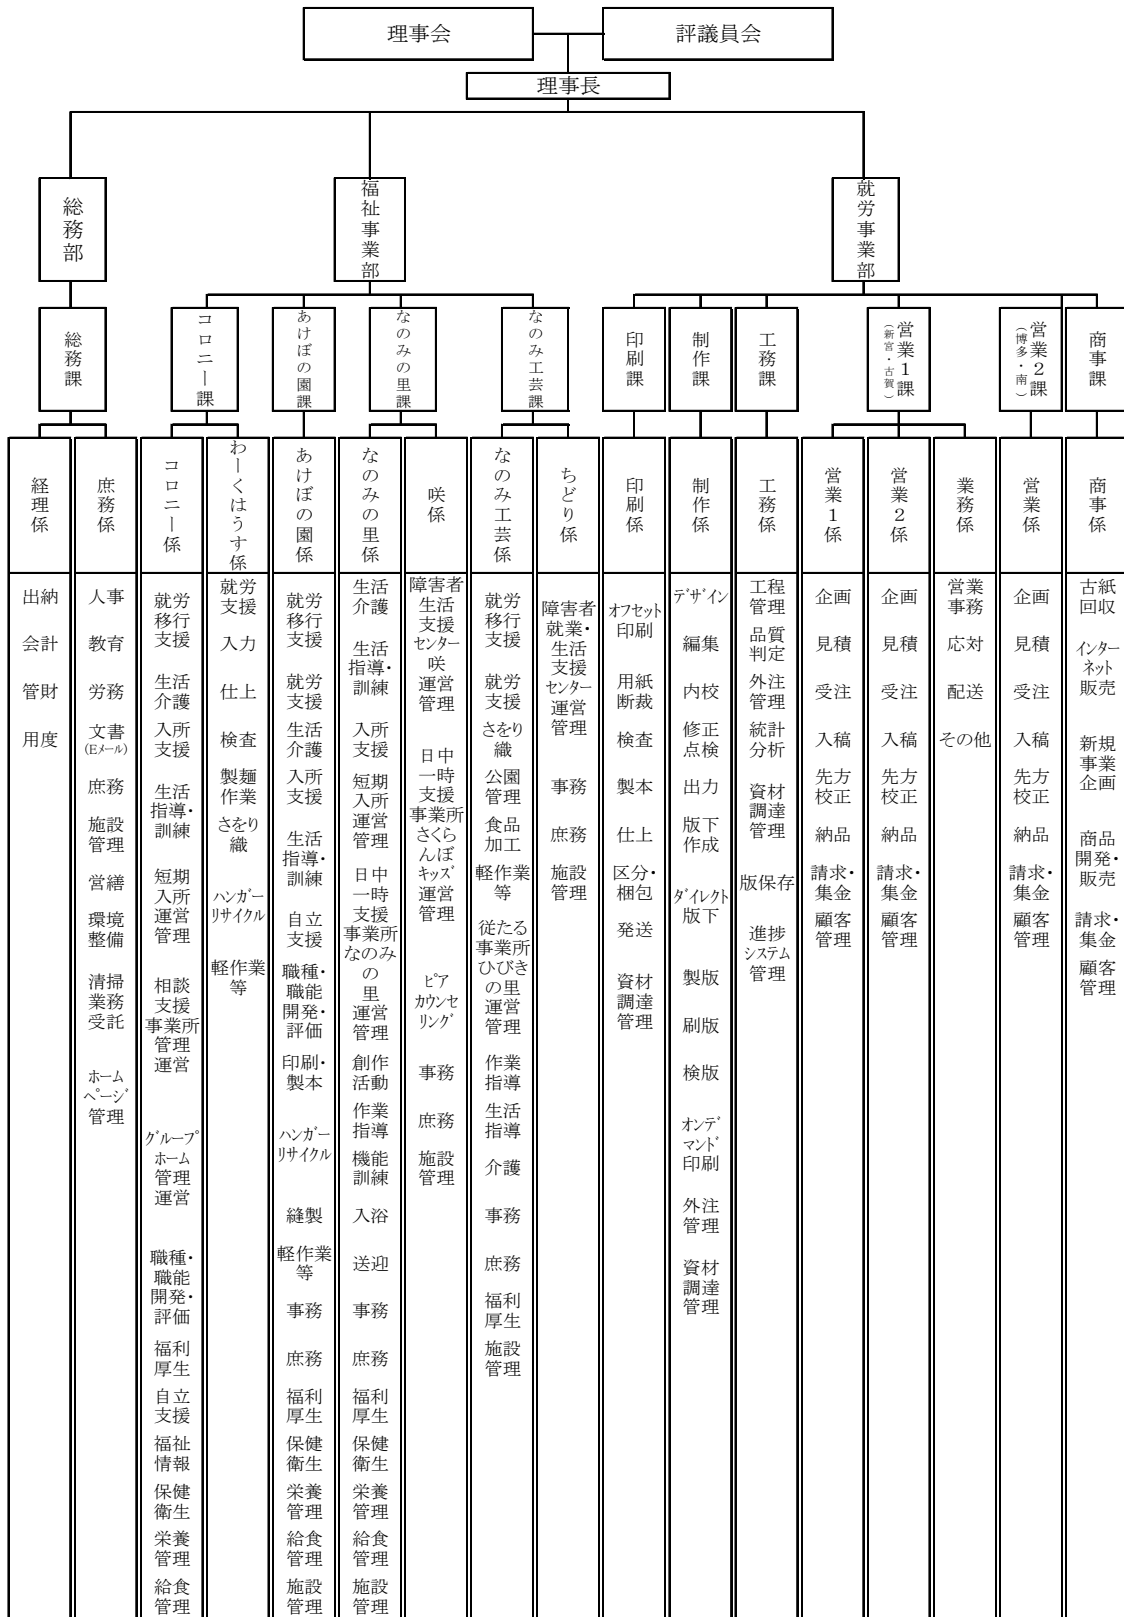 理事会
評議員会
理事長
総務部
福祉事業部
就労事業部
総務課
コロニー課
あけぼの園課
なのみの里課
なのみ工芸課
印刷課
制作課
工務課
営業1課
(新宮・古賀)
営業2課
(博多・南)
商事課
経理係
庶務係
コロニー係
わーくはうす係
あけぼの園係
なのみの里係
咲係
なのみ工芸係
ちどり係
印刷係
制作係
工務係
営業1係
営業2係
業務係
営業係
商事係
出納
会計
管財
用度
人事
教育
労務
文書
(Eメール)
庶務
施設
管理
営繕
環境
整備
清掃
業務
受託
ホーム
ページ
管理
就労
移行
支援
生活
介護
入所
支援
生活
指導・
訓練
短期
入所
運営
管理
相談
支援
事業所
管理
運営
グループ
ホーム
管理
運営
職種・
職能
開発・
評価
福利
厚生
自立
支援
福祉
情報
保健
衛生
栄養
管理
給食
管理
就労
支援
入力
仕上
検査
製麺
作業
さをり
織
ハンガー
リサイクル
軽作業
等
就労
移行
支援
就労
支援
生活
介護
入所
支援
生活
指導・
訓練
自立
支援
職種・
職能
開発・
評価
印刷・
製本
ハンガー
リサイクル
縫製
軽作業
等
事務
庶務
福利
厚生
保健
衛生
栄養
管理
給食
管理
施設
管理
生活
介護
生活
指導・
訓練
入所
支援
短期
入所
運営
管理
日中
一時
支援
事業所
なのみ
の
里
運営
管理
創作
活動
作業
指導
機能
訓練
入浴
送迎
事務
庶務
福利
厚生
保健
衛生
栄養
管理
給食
管理
施設
管理
障害者
生活
支援
センター
咲
運営
管理
日中
一時
支援
事業所
さくら
んぼ
キッズ
運営
管理
ピア
カウンセ
リング
事務
庶務
施設
管理
就労
移行
支援
就労
支援
さをり
織
公園
管理
食品
加工
軽作業
等
従たる
事業所
ひびき
の里
運営
管理
作業
指導
生活
指導
介護
事務
庶務
福利
厚生
施設
管理
障害者
就業・
生活
支援
センター
運営
管理
事務
庶務
施設
管理
オフセット
印刷
用紙
断裁
検査
製本
仕上
区分・
梱包
発送
資材
調達
管理
デザイン
編集
内校
修正
点検
出力
版下
作成
ダイレクト
版下
製版
刷版
検版
オンデ
マンド
印刷
外注
管理
資材
調達
管理
工程
管理
品質
判定
外注
管理
統計
分析
資材
調達
管理
版保存
進捗
システム
管理
企画
見積
受注
入稿
先方
校正
納品
請求・
集金
顧客
管理
企画
見積
受注
入稿
先方
校正
納品
請求・
集金
顧客
管理
営業
事務
応対
配送
その他
企画
見積
受注
入稿
先方
校正
納品
請求・
集金
顧客
管理
古紙
回収
インター
ネット
販売
新規
事業
企画
商品
開発・
販売
請求・
集金
顧客
管理